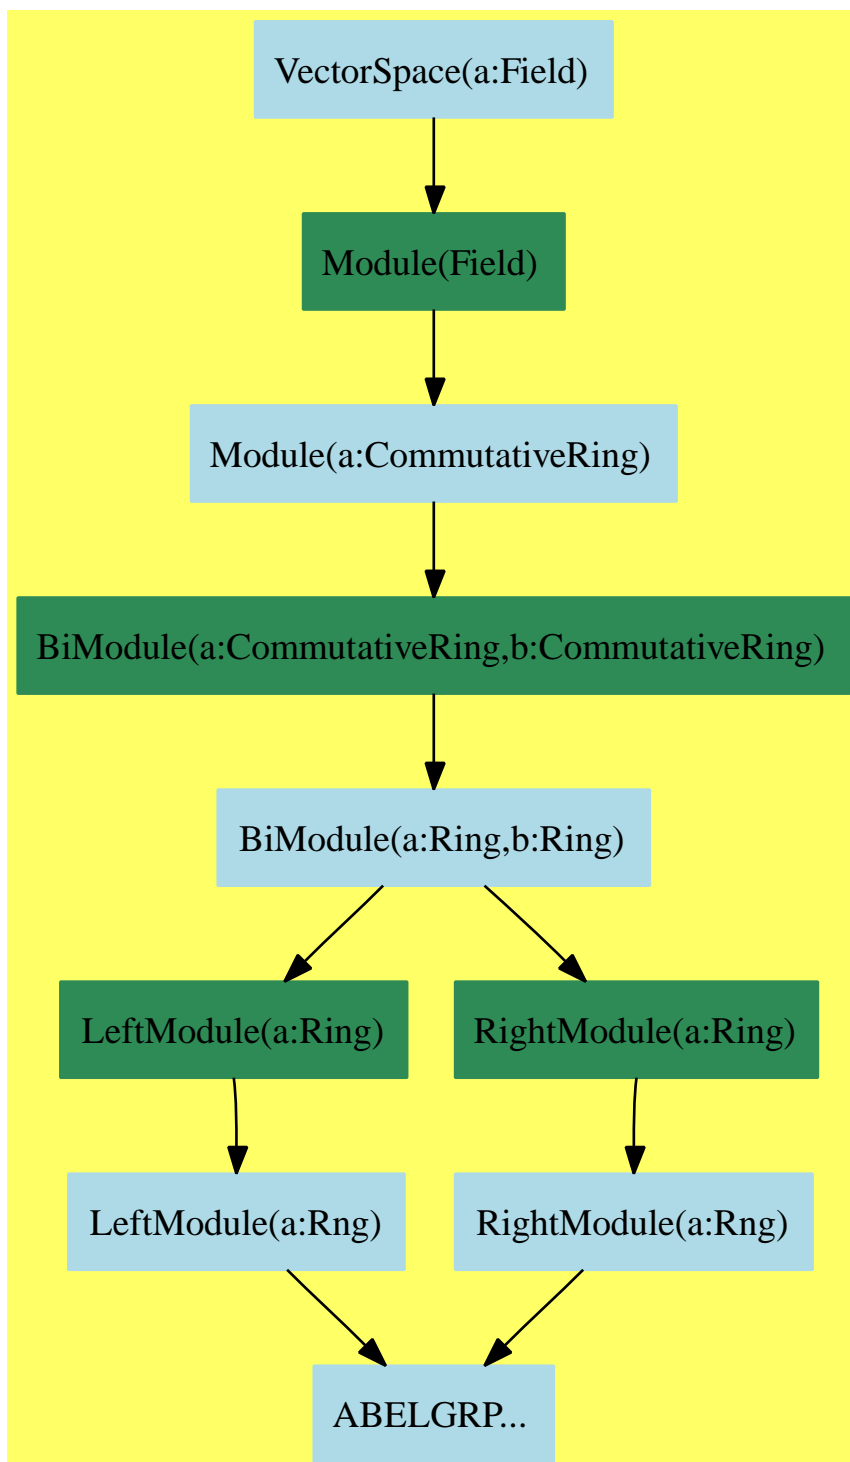 VectorSpace(a:Field)
Module(Field)
Module(a:CommutativeRing)
BiModule(a:CommutativeRing,b:CommutativeRing)
BiModule(a:Ring,b:Ring)
LeftModule(a:Ring)
RightModule(a:Ring)
LeftModule(a:Rng)
RightModule(a:Rng)
ABELGRP...